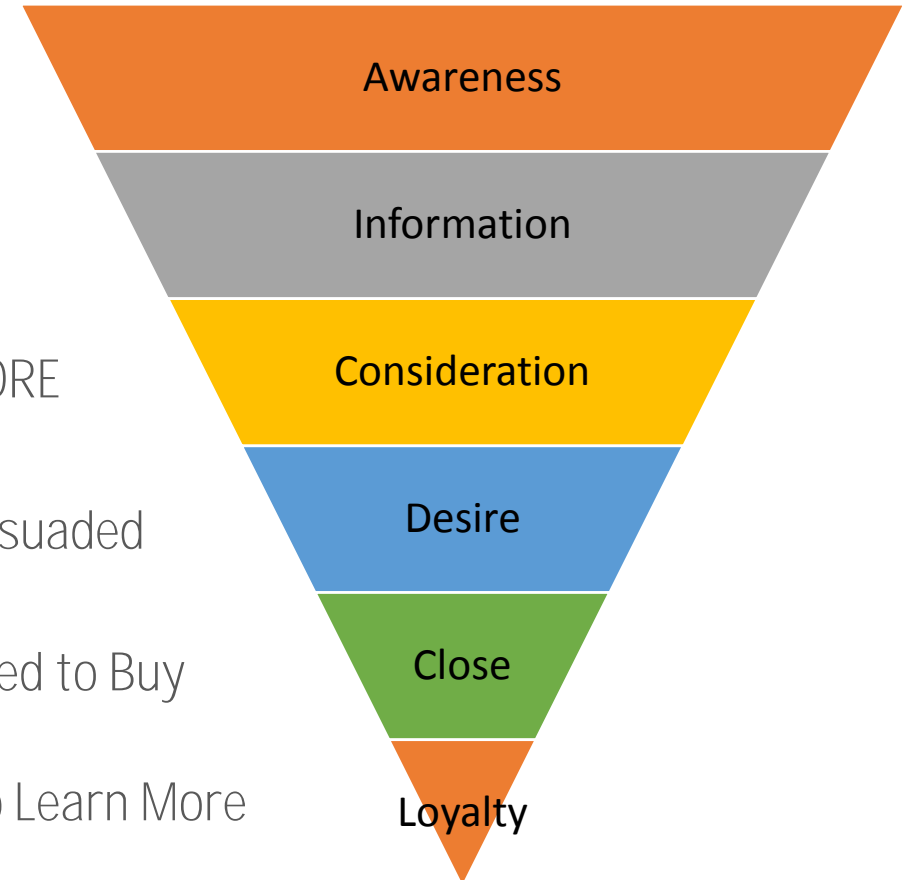 Awareness
Information
Consideration
ORE
Desire
suaded
Close
ed to Buy
Loyalty
Learn More